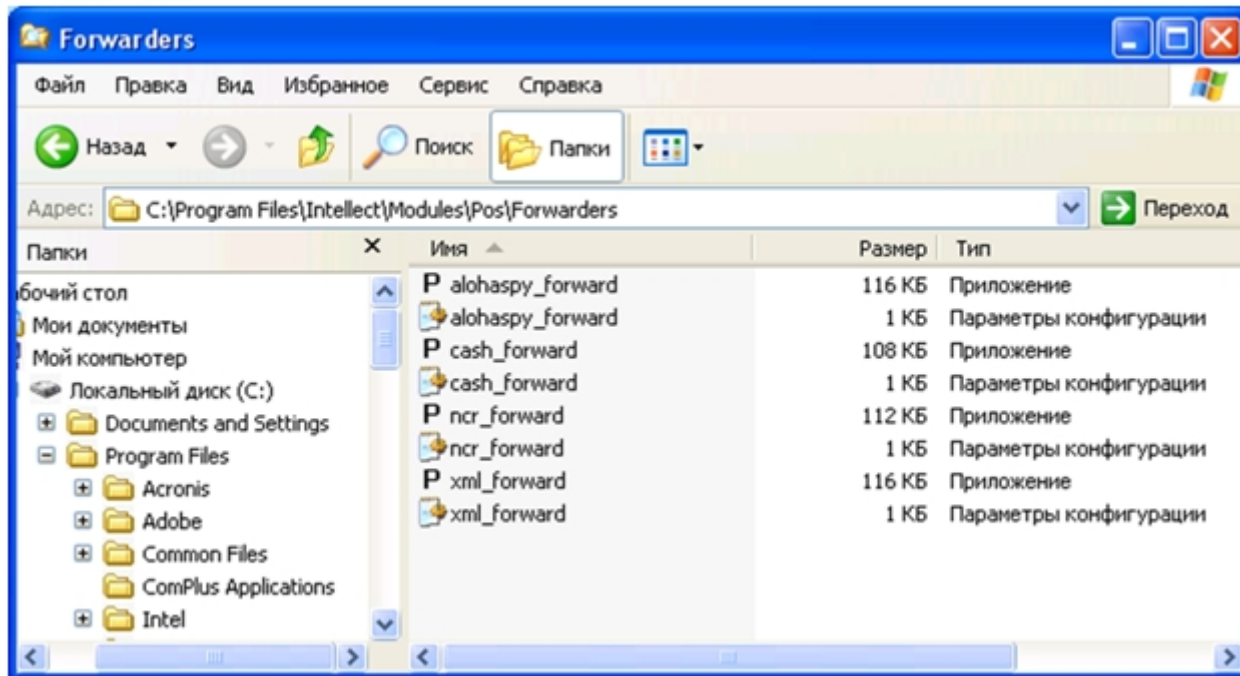 Forwarders
Файл Правка Вид Избранное Сервис Справка
Назад Поиск Папки
Адрес: C:\Program Files\Intellect\Modules\Pos\Forwarders Переход
Папки
бочий стол
Мои документы
Мой компьютер
Локальный диск (C:)
Documents and Settings
Program Files
Acronis
Adobe
Common Files
ComPlus Applications
Intel
Имя Размер Тип
P alohaspy_forward 116 КБ Приложение
alohaspy_forward 1 КБ Параметры конфигурации
P cash_forward 108 КБ Приложение
cash_forward 1 КБ Параметры конфигурации
P ncr_forward 112 КБ Приложение
ncr_forward 1 КБ Параметры конфигурации
P xml_forward 116 КБ Приложение
xml_forward 1 КБ Параметры конфигурации